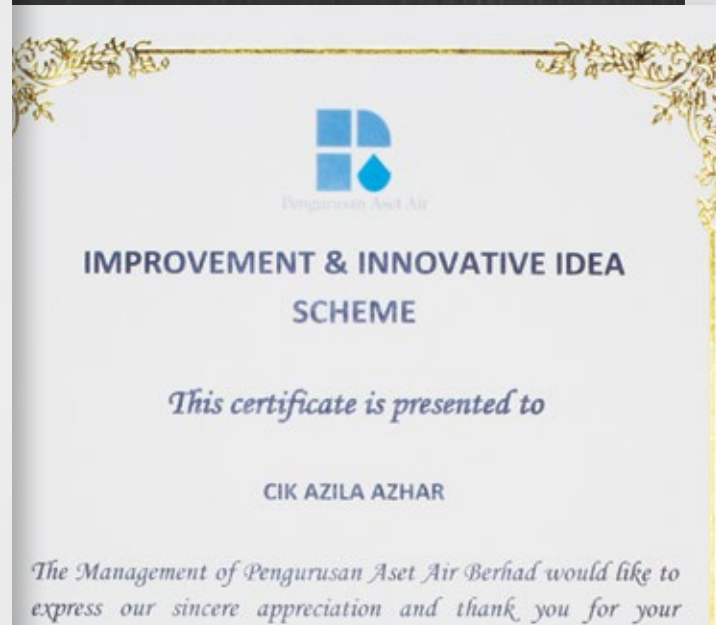 Pengurusan Aset Air
IMPROVEMENT & INNOVATIVE IDEA
SCHEME
This certificate is presented to
CIK AZILA AZHAR
The Management of Pengurusan Aset Air Berhad would like to
express our sincere appreciation and thank you for your